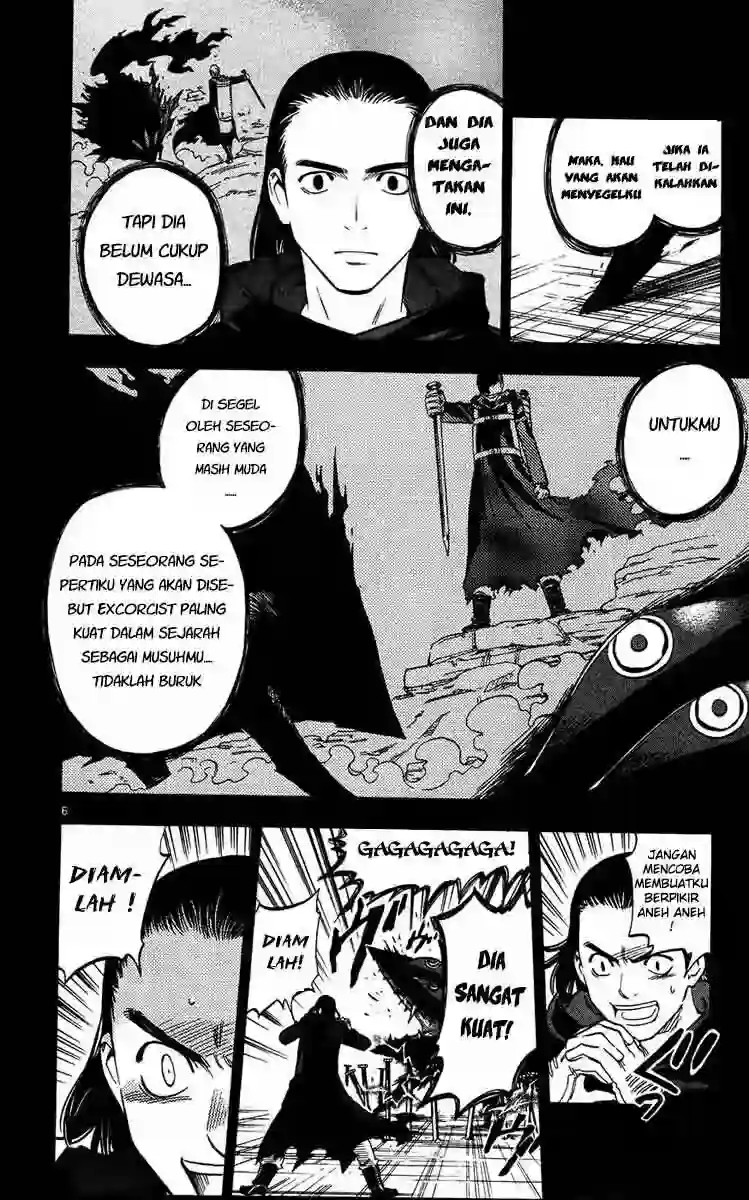 JIKA IA
TELAH DI-
KALAHKAN
MAKA, KAU
YANG AKAN
MENYEGELKU
DAN DIA
JUGA
MENGA-
TAKAN
INI.
TAPI DIA
BELUM CUKUP
DEWASA...
UNTUKMU
....
DI SEGEL
OLEH SESEO-
RANG YANG
MASIH MUDA
.....
PADA SESEORANG SE-
PERTIKU YANG AKAN DISE-
BUT EXCORCIST PALING
KUAT DALAM SEJARAH
SEBAGAI MUSUHMU....
TIDAKLAH BURUK
6
JANGAN
MENCOBA
MEMBUATKU
BERPIKIR
ANEH ANEH
!
GAGAGAGAGA!
DIA
SANGAT
KUAT!
DIAM
LAH!
DIAM-
LAH !